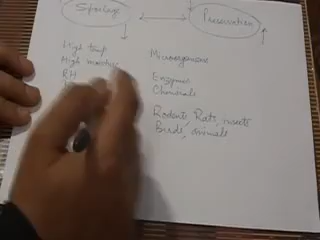 Spoilage Preservation
High temp
High moisture
RH
Microorganisms
Enzymes
Chemicals
Rodents, Rats, insects
Birds, animals